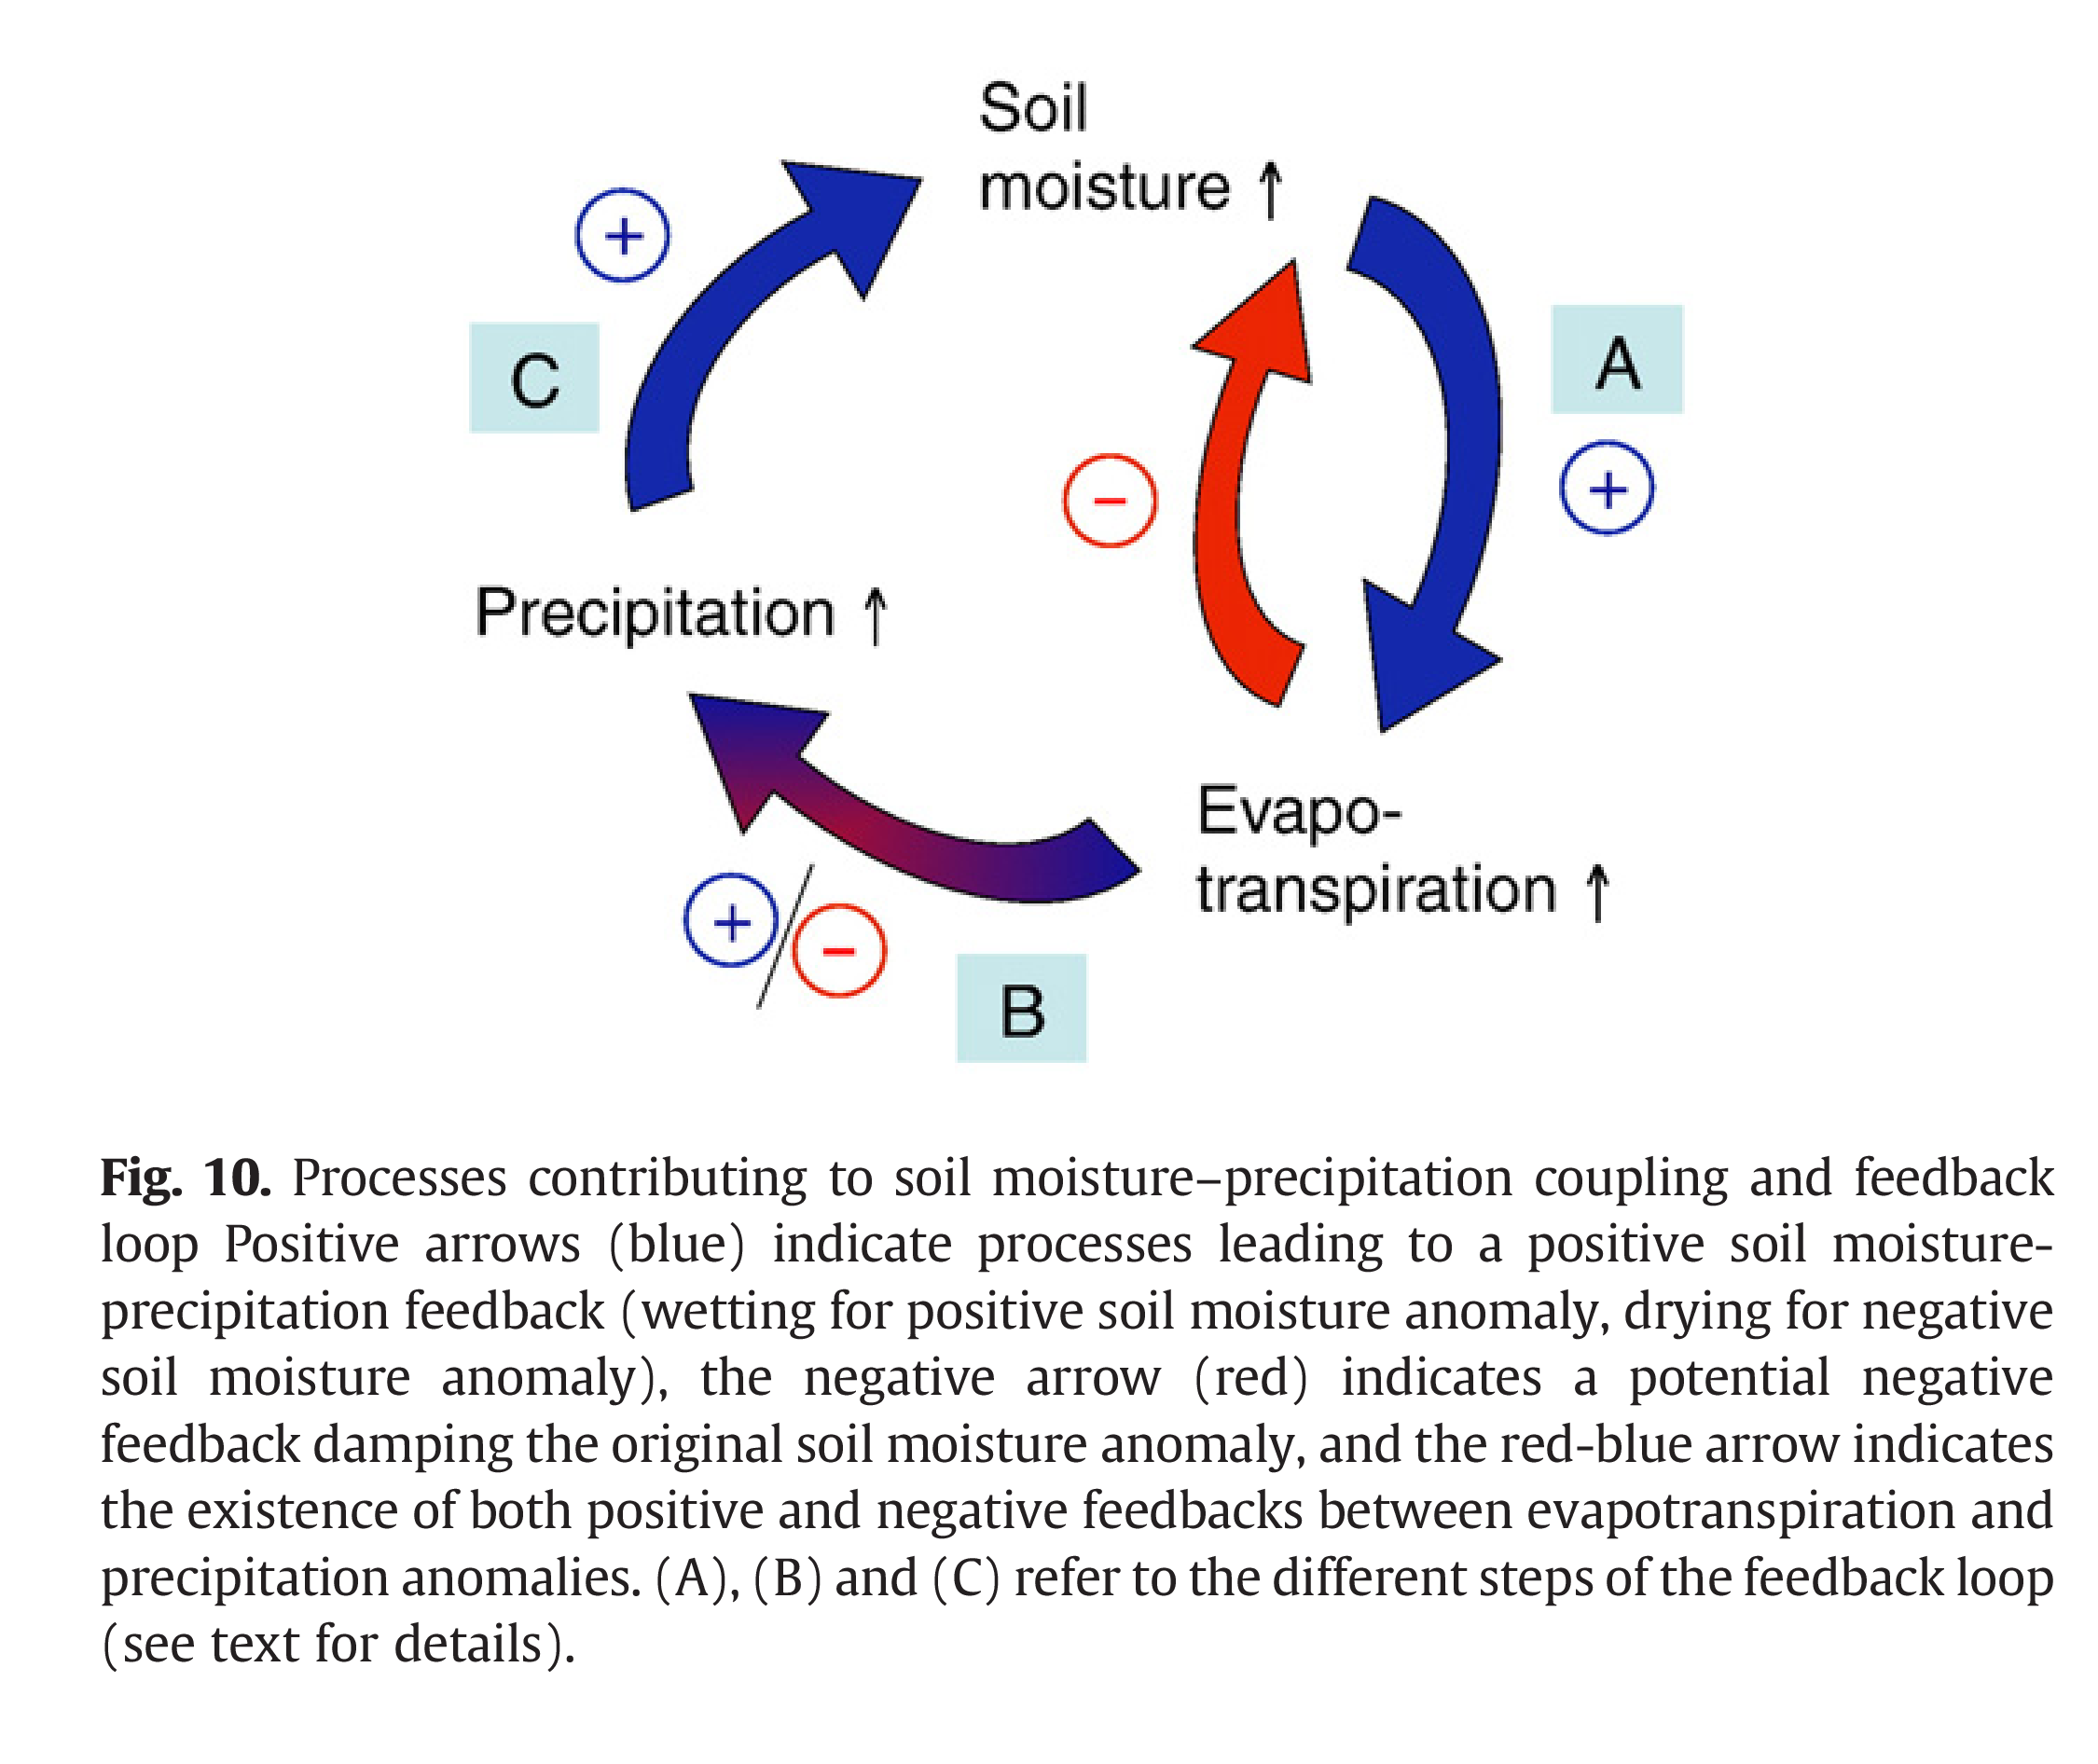 Soil
moisture ↑
+
C
A
−
+
Precipitation ↑
Evapo-
transpiration ↑
+/−
B
Fig. 10. Processes contributing to soil moisture–precipitation coupling and feedback
loop Positive arrows (blue) indicate processes leading to a positive soil moisture-
precipitation feedback (wetting for positive soil moisture anomaly, drying for negative
soil moisture anomaly), the negative arrow (red) indicates a potential negative
feedback damping the original soil moisture anomaly, and the red-blue arrow indicates
the existence of both positive and negative feedbacks between evapotranspiration and
precipitation anomalies. (A), (B) and (C) refer to the different steps of the feedback loop
(see text for details).